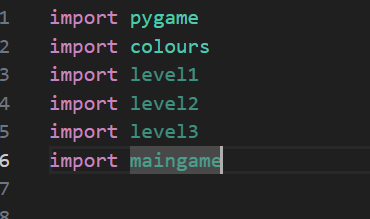 1 import pygame
2 import colours
3 import level1
4 import level2
5 import level3
6 import maingame
7
8